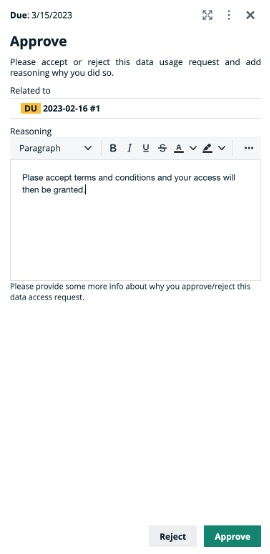 Due: 3/15/2023
Approve
Please accept or reject this data usage request and add
reasoning why you did so.
Related to
DU 2023-02-16 #1
Reasoning
Paragraph B I U S A
Plase accept terms and conditions and your access will
then be granted.
Please provide some more info about why you approve/reject this
data access request.
Reject Approve